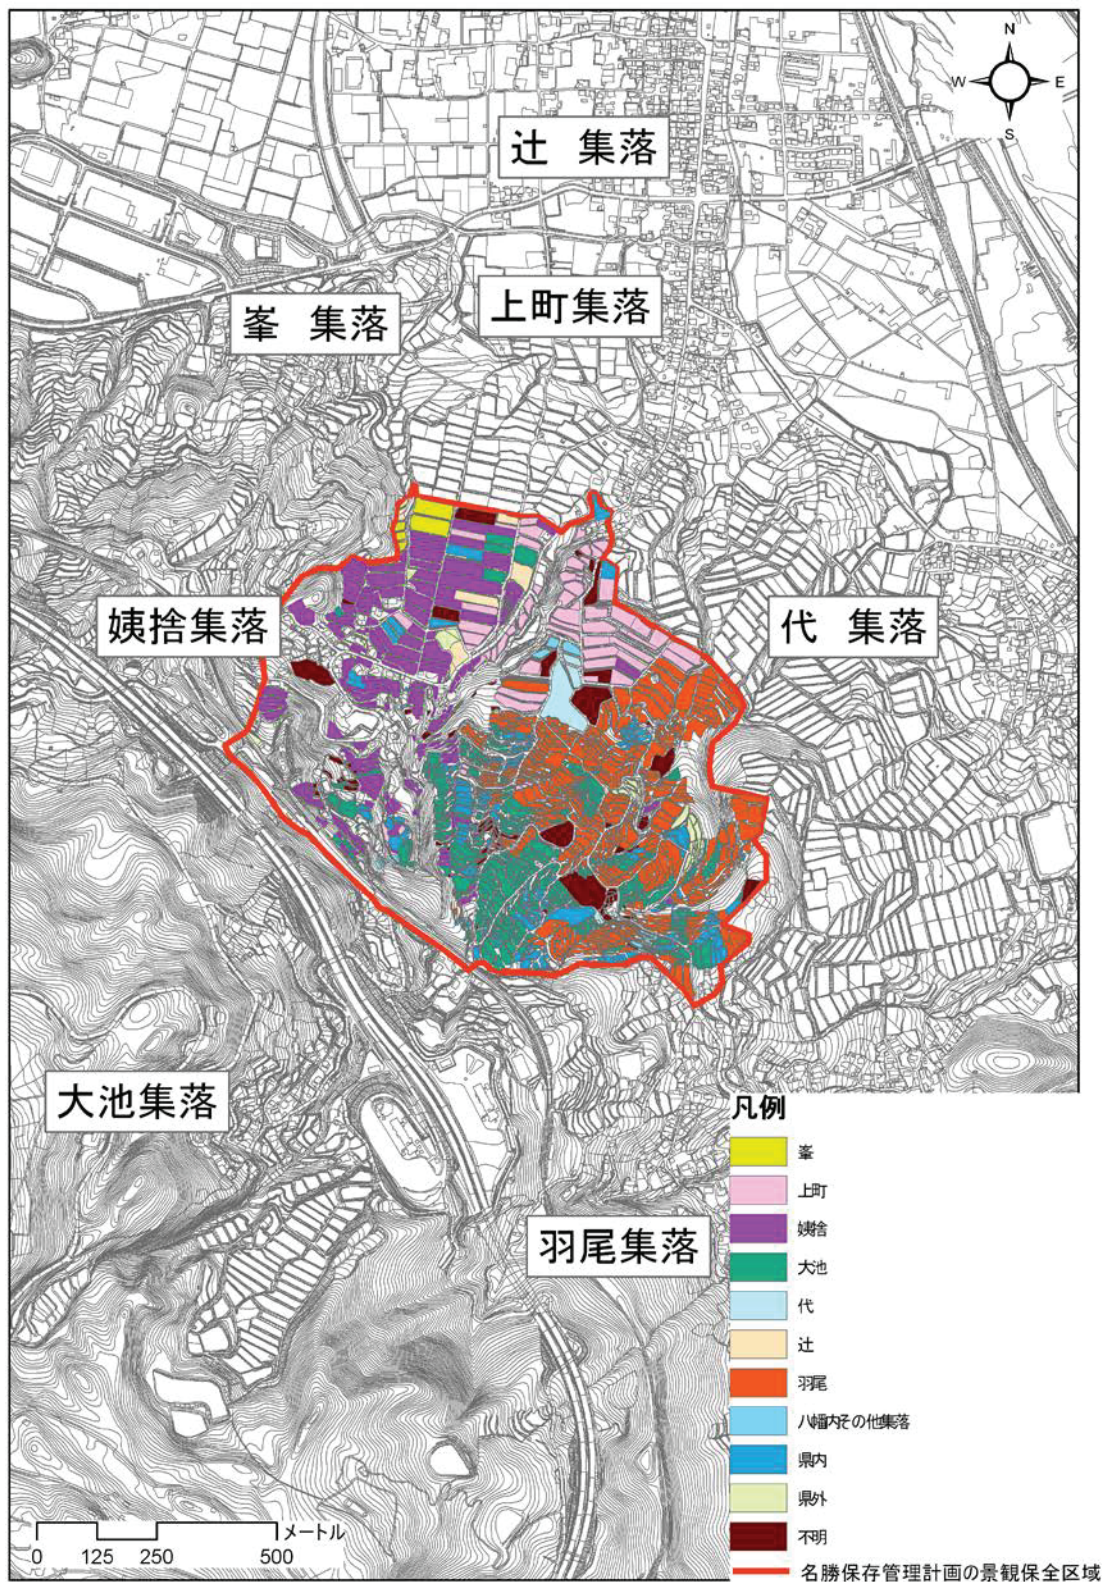 N
W E
S
辻 集落
上町集落
峯 集落
姨捨集落
代 集落
大池集落
羽尾集落
凡例
峯
上町
姨捨
大池
代
辻
羽尾
八幡内その他集落
県内
県外
不明
名勝保存管理計画の景観保全区域
メートル
0 125 250 500